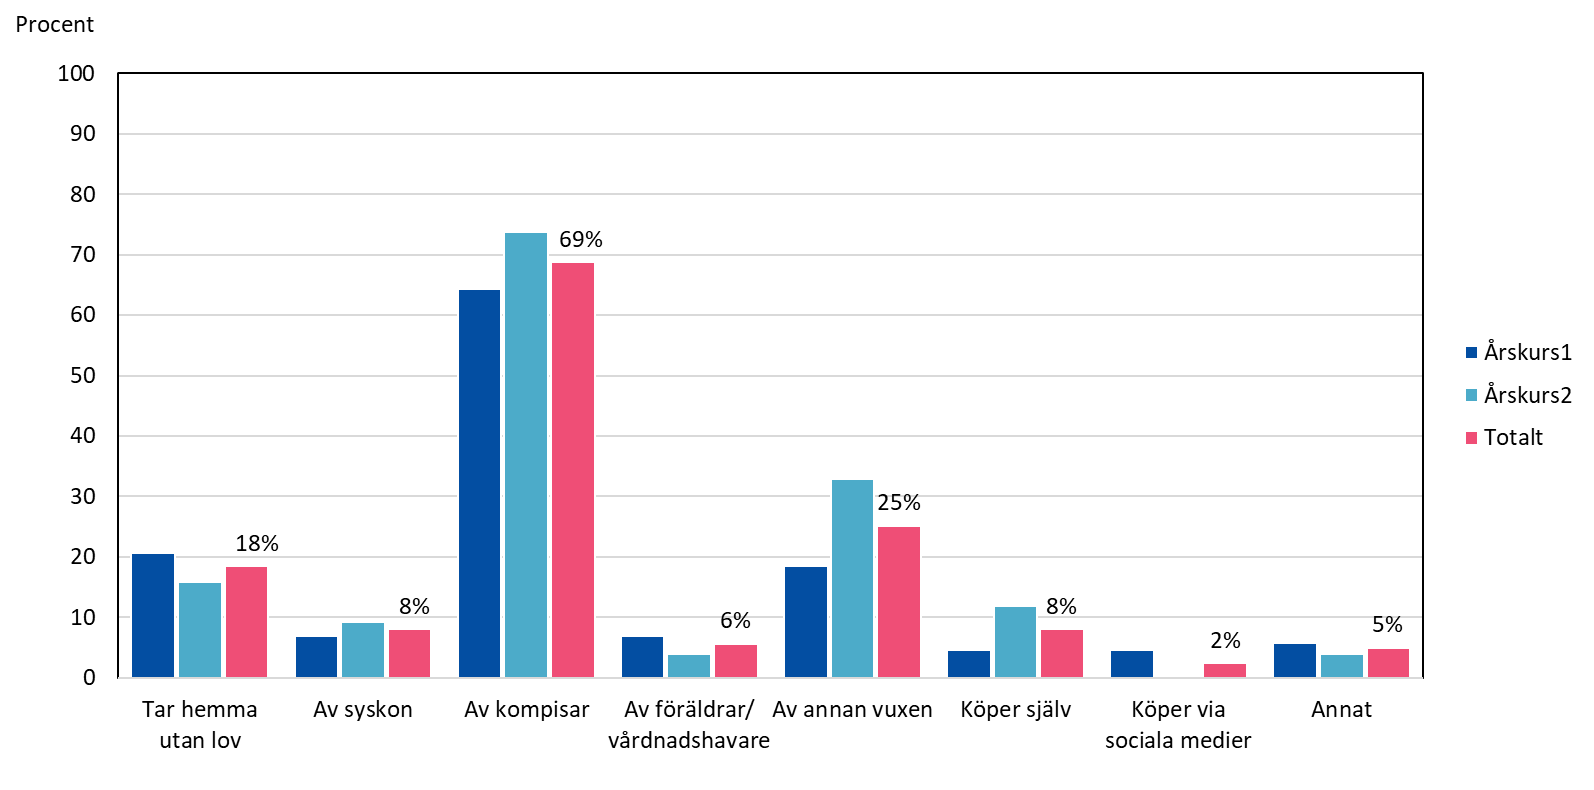 Procent
100
90
80
70
60
50
40
30
20
10
0
18%
8%
69%
6%
25%
8%
2%
5%
Tar hemma
utan lov
Av syskon
Av kompisar
Av föräldrar/
vårdnadshavare
Av annan vuxen
Köper själv
Köper via
sociala medier
Annat
Årskurs1
Årskurs2
Totalt